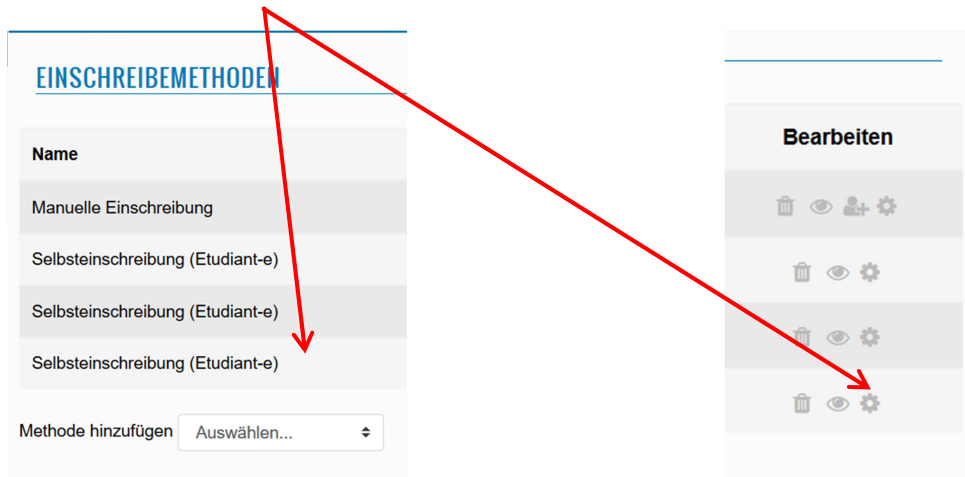 EINSCHREIBEMETHODEN
Name
Manuelle Einschreibung
Selbsteinschreibung (Etudiant-e)
Selbsteinschreibung (Etudiant-e)
Selbsteinschreibung (Etudiant-e)
Methode hinzufügen Auswählen...
Bearbeiten